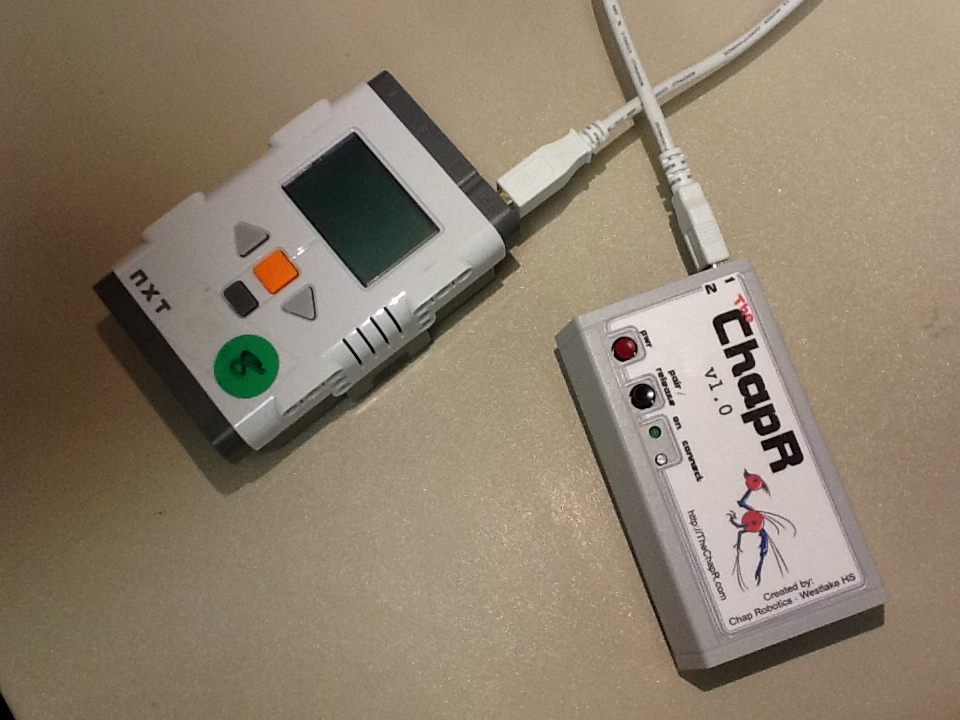 NXT
8
1
2
The
ChapR
v1.0
pwr
pair/
release
on
connect
http://TheChapR.com
Created by:
Chap Robotics - Westlake HS